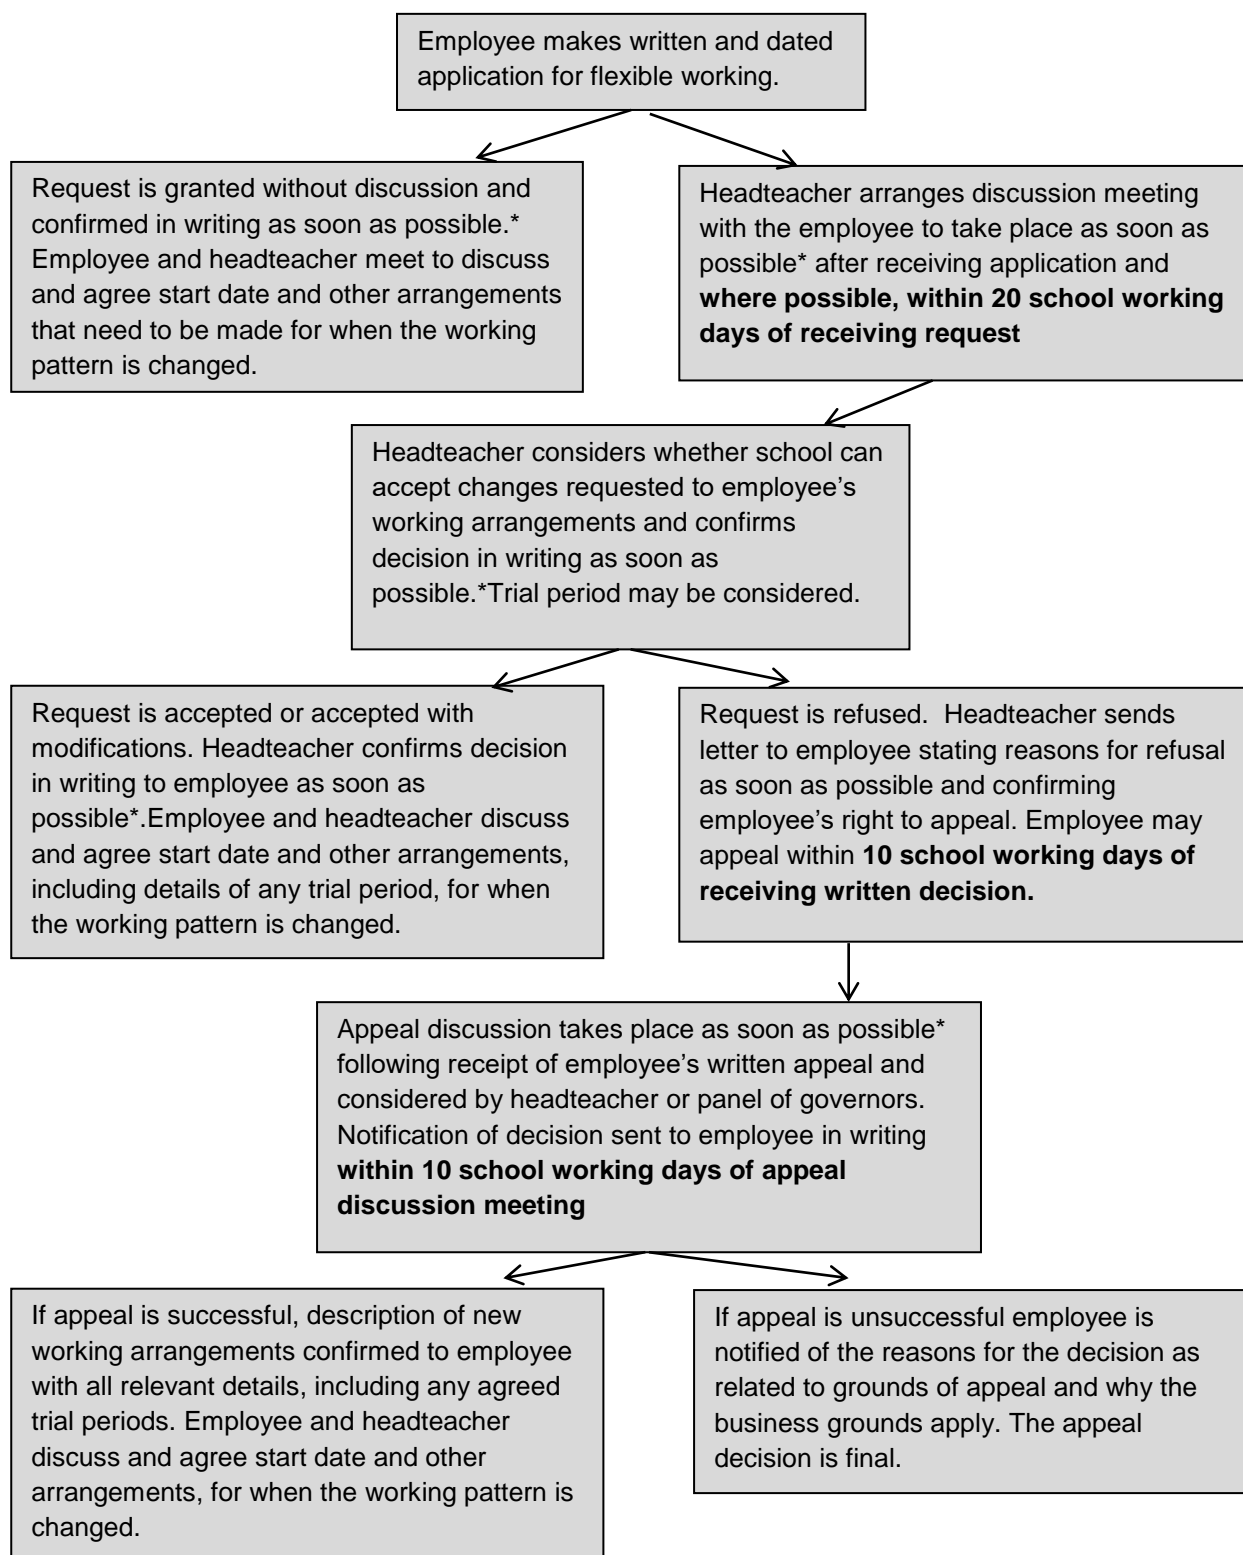 Employee makes written and dated
application for flexible working.
Request is granted without discussion and
confirmed in writing as soon as possible.*
Employee and headteacher meet to discuss
and agree start date and other arrangements
that need to be made for when the working
pattern is changed.
Headteacher arranges discussion meeting
with the employee to take place as soon as
possible* after receiving application and
where possible, within 20 school working
days of receiving request
Headteacher considers whether school can
accept changes requested to employee’s
working arrangements and confirms
decision in writing as soon as
possible.*Trial period may be considered.
Request is accepted or accepted with
modifications. Headteacher confirms decision
in writing to employee as soon as
possible*.Employee and headteacher discuss
and agree start date and other arrangements,
including details of any trial period, for when
the working pattern is changed.
Request is refused.  Headteacher sends
letter to employee stating reasons for refusal
as soon as possible and confirming
employee’s right to appeal. Employee may
appeal within 10 school working days of
receiving written decision.
Appeal discussion takes place as soon as possible*
following receipt of employee’s written appeal and
considered by headteacher or panel of governors.
Notification of decision sent to employee in writing
within 10 school working days of appeal
discussion meeting
If appeal is successful, description of new
working arrangements confirmed to employee
with all relevant details, including any agreed
trial periods. Employee and headteacher
discuss and agree start date and other
arrangements, for when the working pattern is
changed.
If appeal is unsuccessful employee is
notified of the reasons for the decision as
related to grounds of appeal and why the
business grounds apply. The appeal
decision is final.